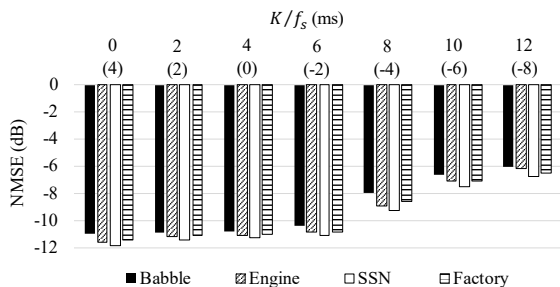 K/fs (ms)
0 2 4 6 8 10 12
(4) (2) (0) (-2) (-4) (-6) (-8)
0
-2
-4
-6
-8
-10
-12
NMSE (dB)
Babble Engine SSN Factory